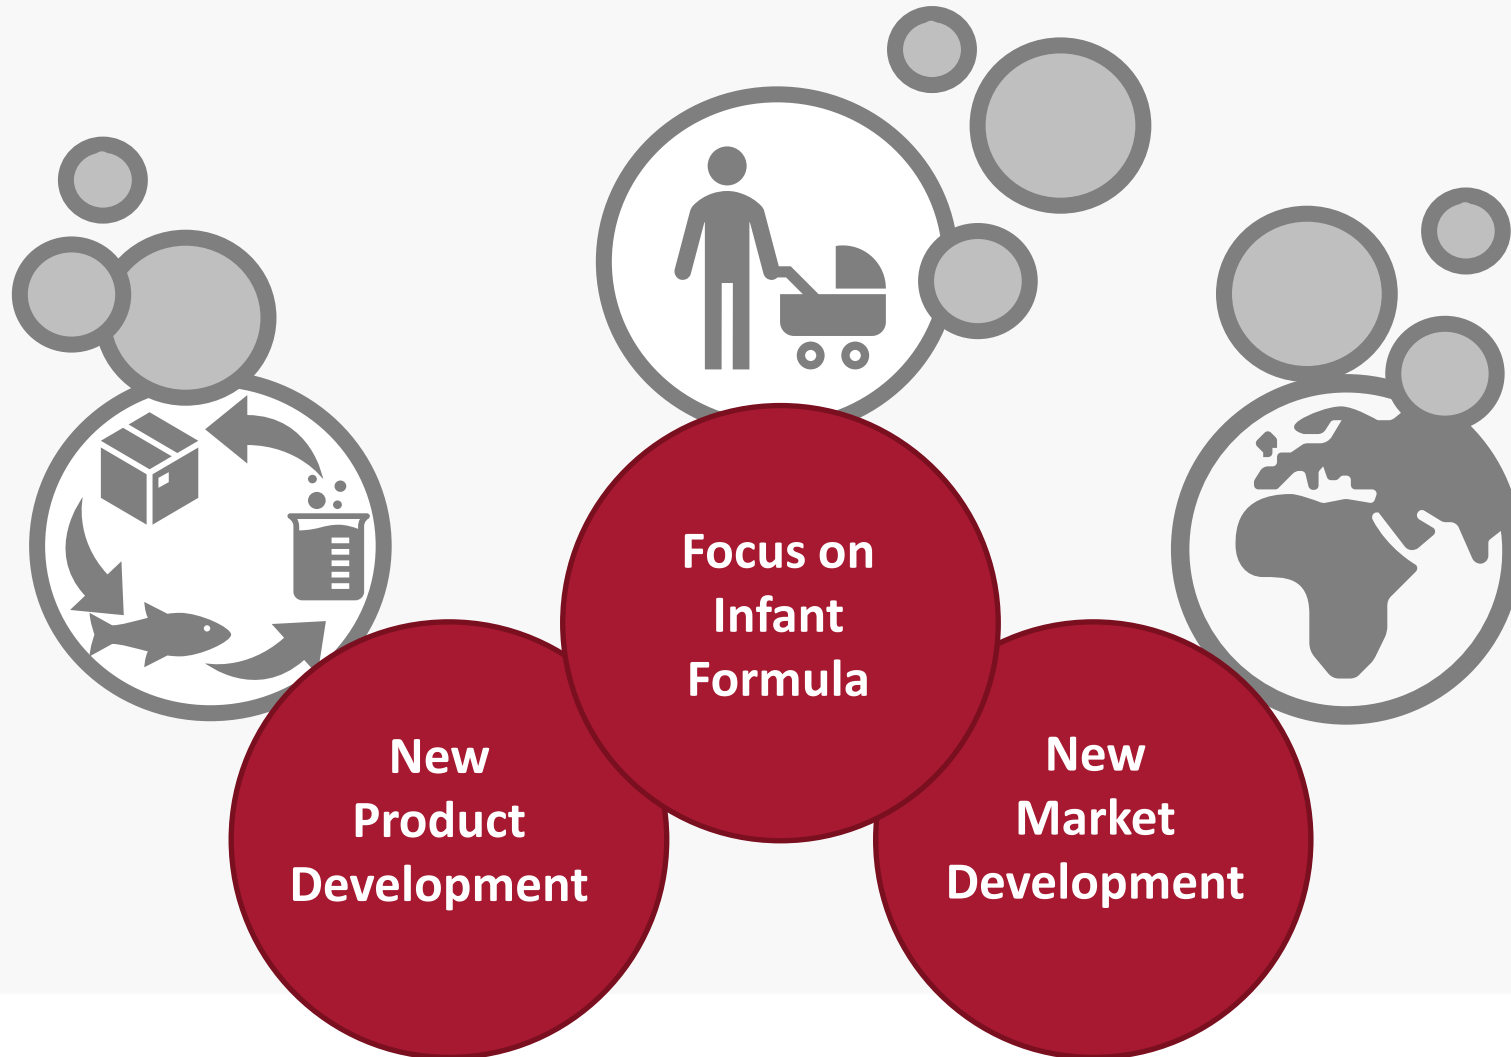 Focus on
Infant
Formula
New
Product
Development
New
Market
Development